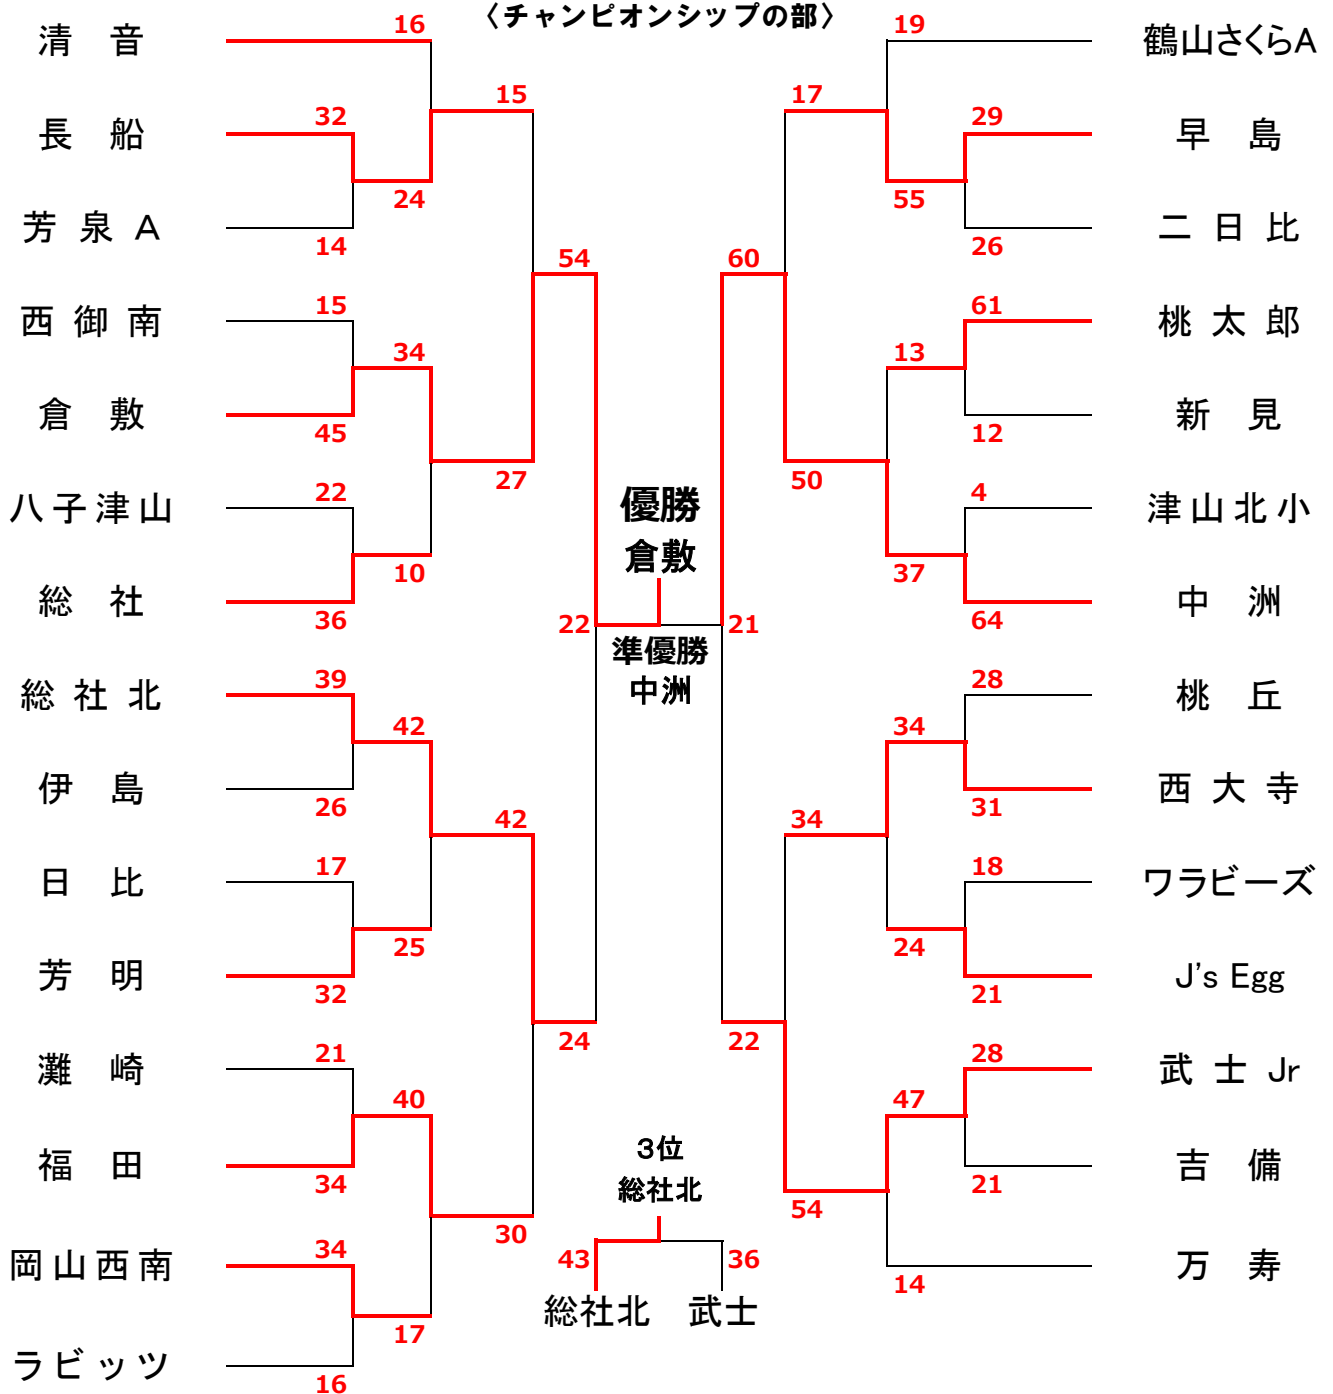 〈チャンピオンシップの部〉
清音
16
19
鶴山さくらA
15
17
長船
32
29
早島
24
55
芳泉A
14
26
二日比
54
60
西御南
15
61
桃太郎
34
13
倉敷
45
12
新見
27
50
八子津山
22
4
津山北小
優勝
倉敷
10
37
総社
36
64
中洲
22
21
準優勝
中洲
総社北
39
28
桃丘
42
34
伊島
26
31
西大寺
42
34
日比
17
18
ワラビーズ
25
24
芳明
32
21
J's Egg
24
22
灘崎
21
28
武士Jr
40
47
3位
総社北
福田
34
21
吉備
30
54
岡山西南
34
43
36
14
万寿
総社北
武士
17
ラビッツ
16